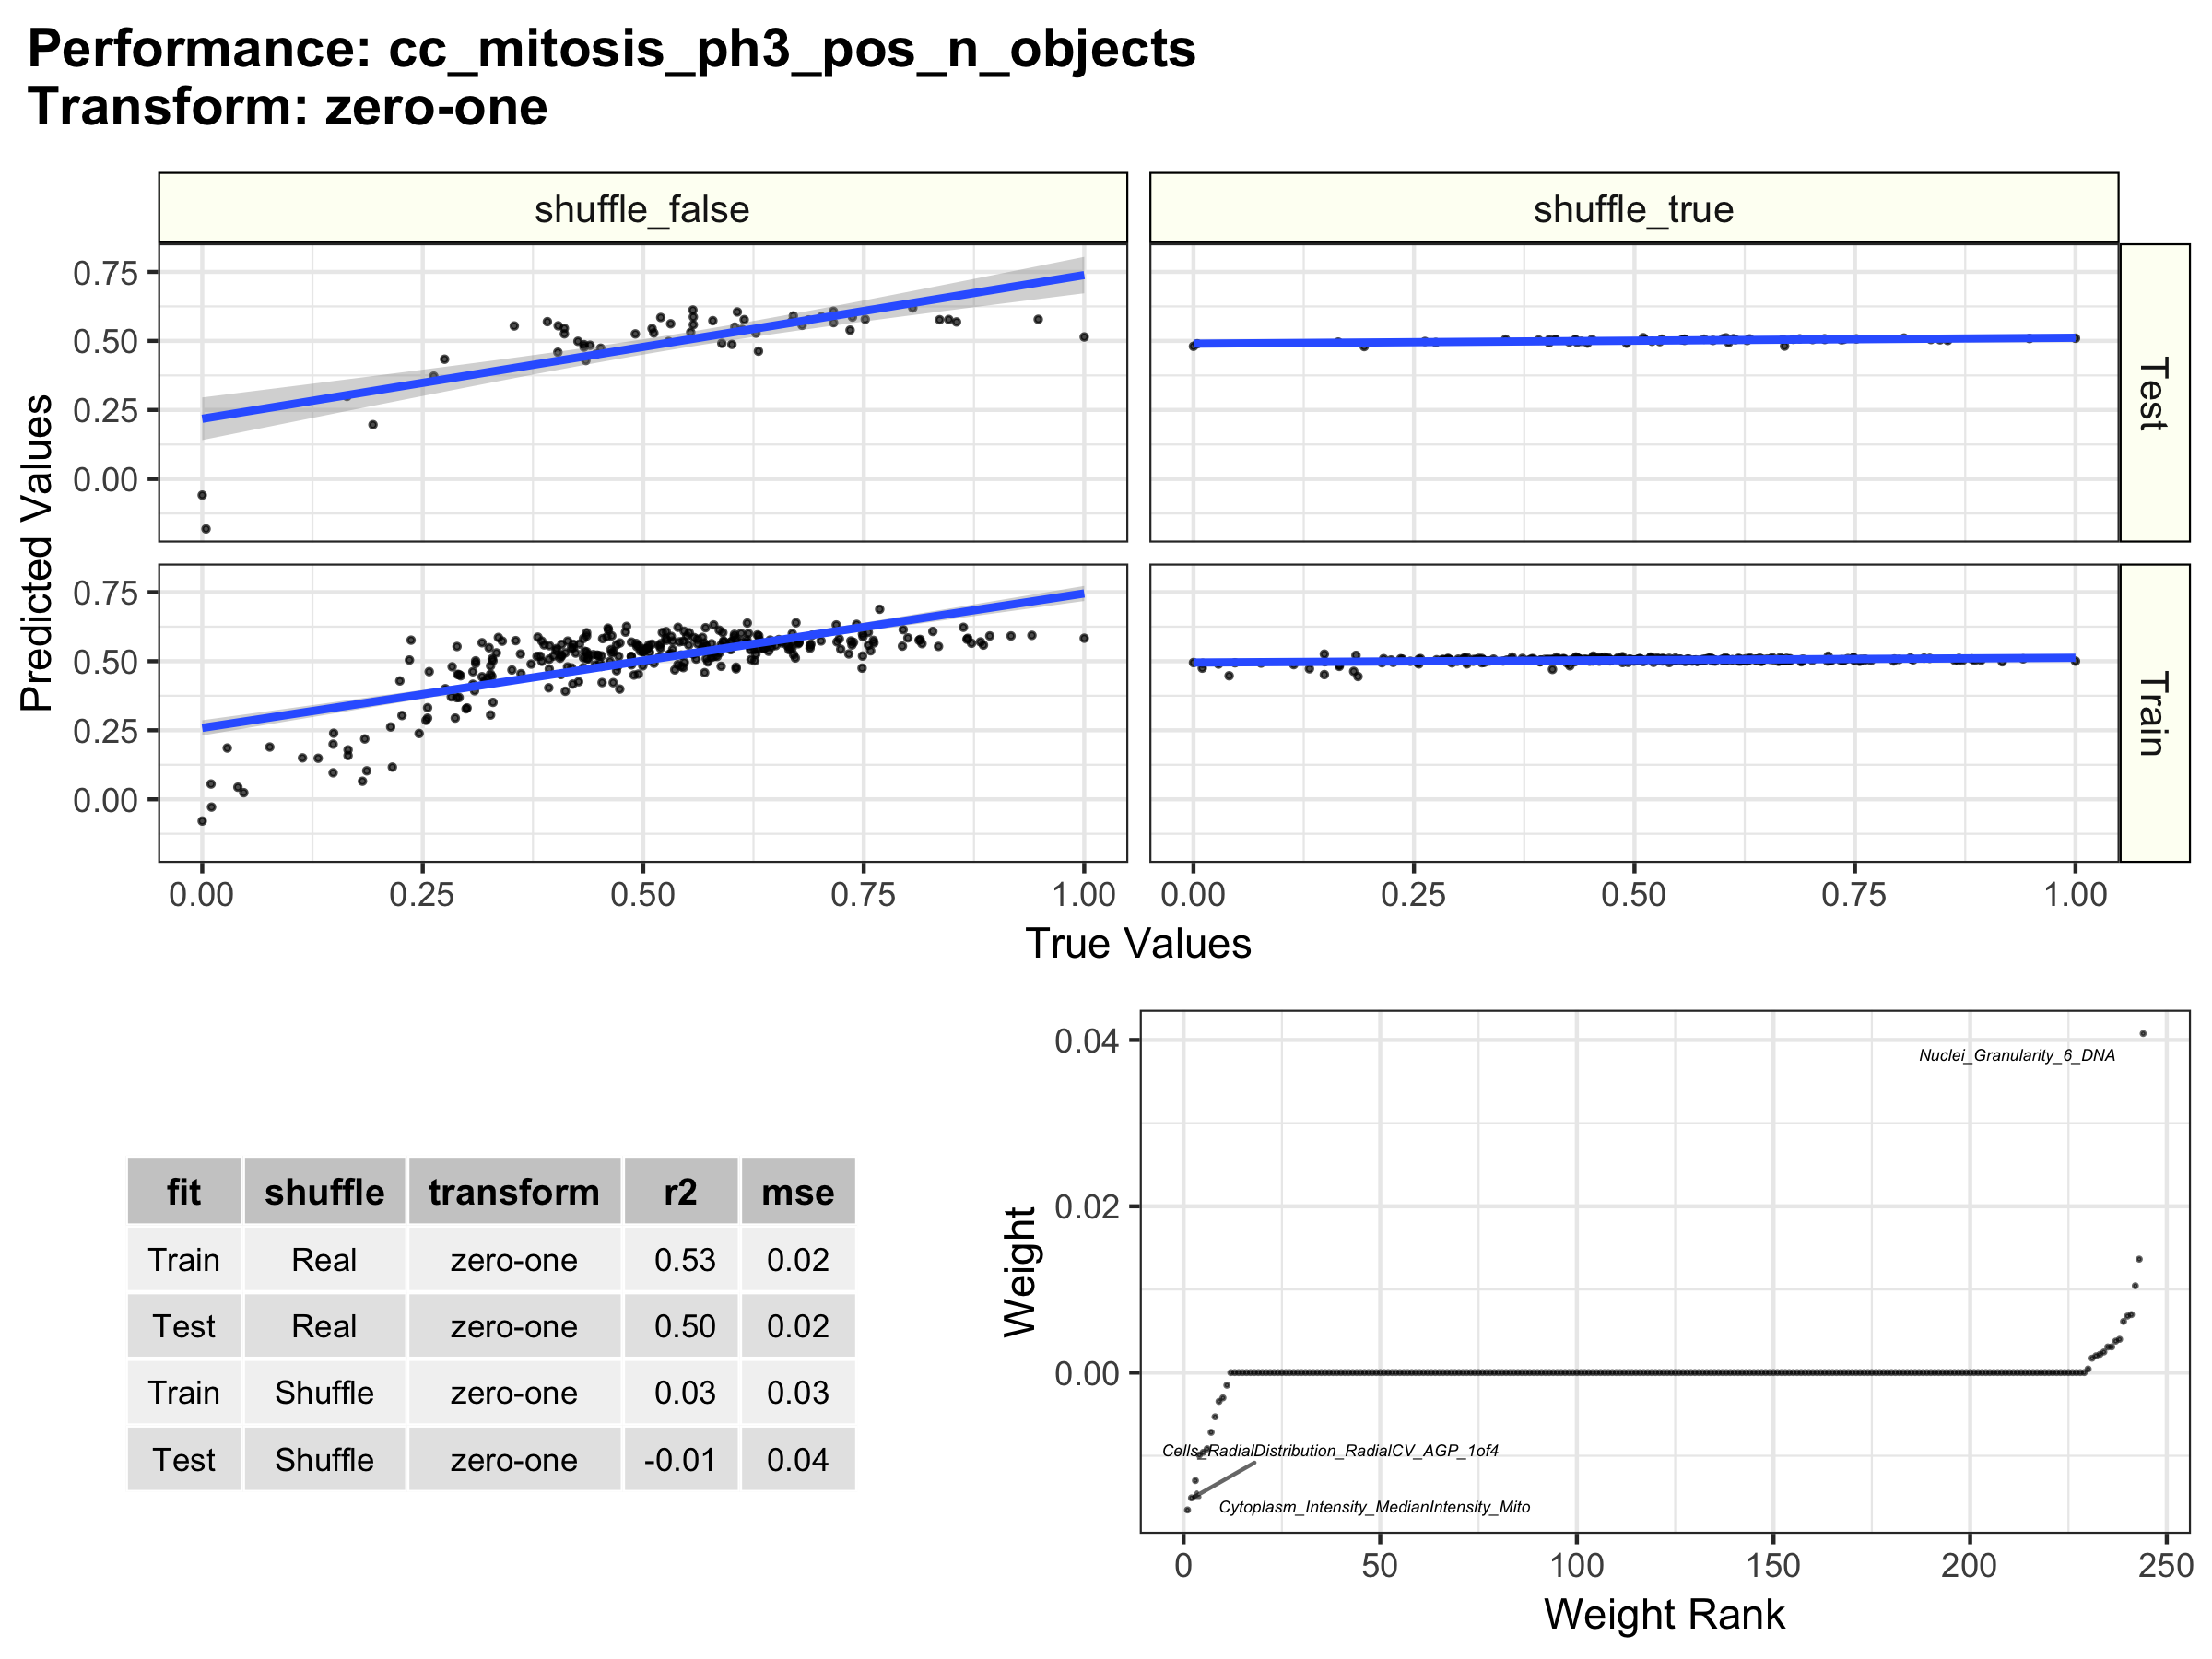 Performance: cc_mitosis_ph3_pos_n_objects
Transform: zero-one
shuffle_false
shuffle_true
0.75
0.50
0.25
0.00
Test
0.75
0.50
0.25
0.00
Train
Predicted Values
0.00 0.25 0.50 0.75 1.00
0.00 0.25 0.50 0.75 1.00
True Values
fit shuffle transform r2 mse
Train Real zero-one 0.53 0.02
Test Real zero-one 0.50 0.02
Train Shuffle zero-one 0.03 0.03
Test Shuffle zero-one -0.01 0.04
Weight
0.04
0.02
0.00
Nuclei_Granularity_6_DNA
Cells_RadialDistribution_RadialCV_AGP_1of4
Cytoplasm_Intensity_MedianIntensity_Mito
0 50 100 150 200 250
Weight Rank